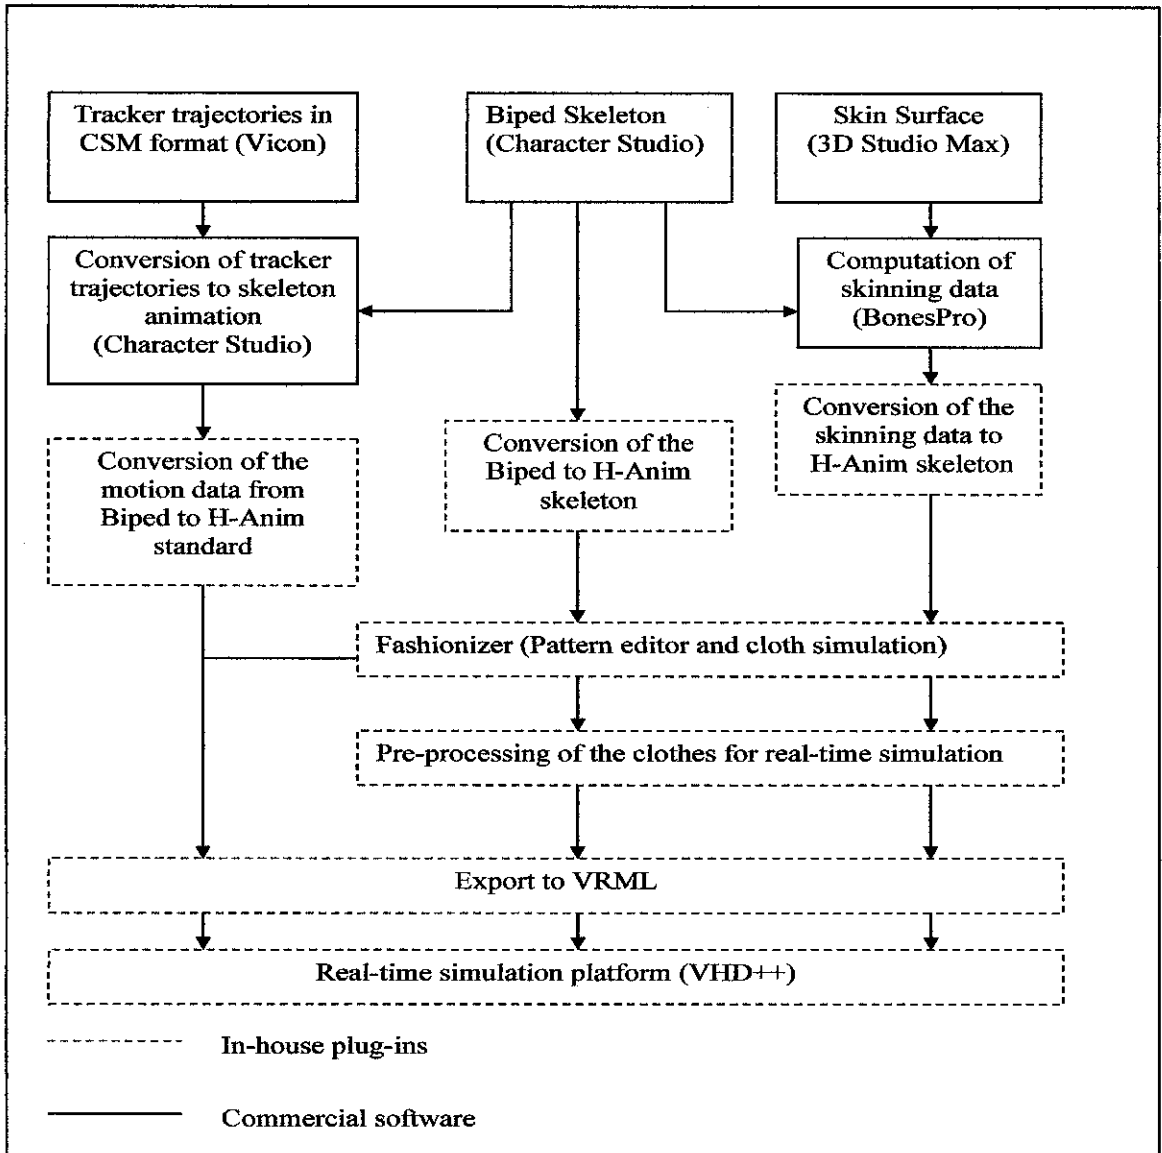 Tracker trajectories in
CSM format (Vicon)
Biped Skeleton
(Character Studio)
Skin Surface
(3D Studio Max)
Conversion of tracker
trajectories to skeleton
animation
(Character Studio)
Computation of
skinning data
(BonesPro)
Conversion of the
motion data from
Biped to H-Anim
standard
Conversion of the
Biped to H-Anim
skeleton
Conversion of the
skinning data to
H-Anim skeleton
Fashionizer (Pattern editor and cloth simulation)
Pre-processing of the clothes for real-time simulation
Export to VRML
Real-time simulation platform (VHD++)
In-house plug-ins
Commercial software